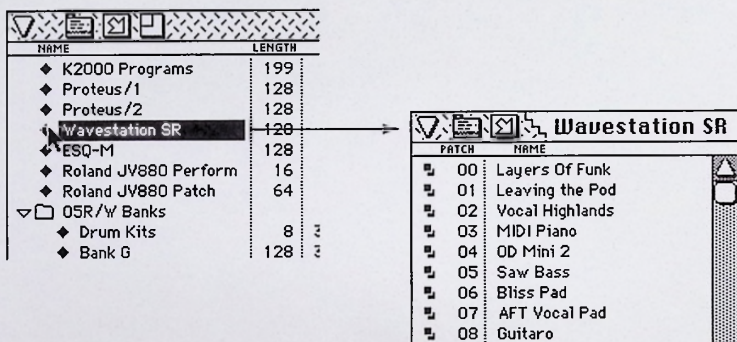 NAME LENGTH
K2000 Programs 199
Proteus/1 128
Proteus/2 128
Wavestation SR 128
ESQ-M 128
Roland JV880 Perform 16
Roland JV880 Patch 64
05R/W Banks
Drum Kits 8
Bank G 128
Wavestation SR
PATCH NAME
00 Layers Of Funk
01 Leaving the Pod
02 Vocal Highlands
03 MIDI Piano
04 OD Mini 2
05 Saw Bass
06 Bliss Pad
07 AFT Vocal Pad
08 Guitaro